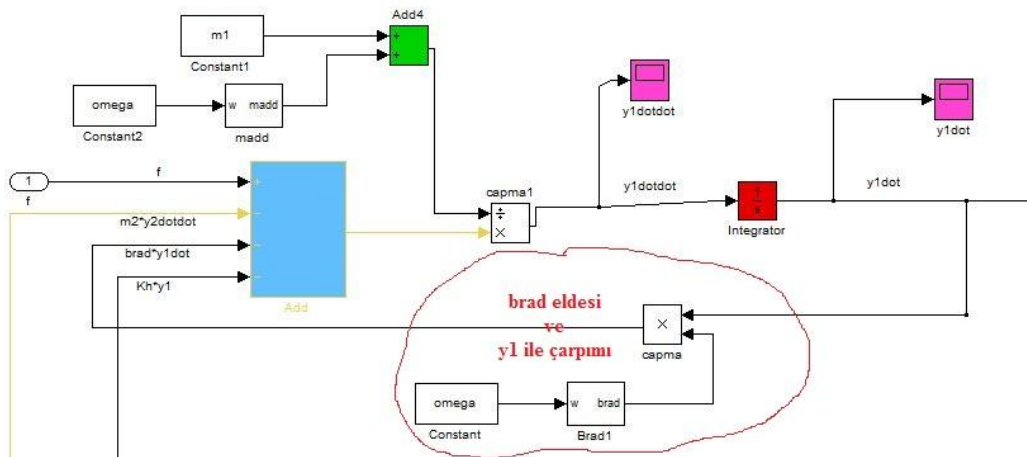 Add4
m1
+
+
Constant1
omega
w
madd
Constant2
madd
y1dotdot
y1dot
1
f
f
+
m2*y2dotdot
-
brad*y1dot
-
Kh*y1
-
Add
capma1
÷
×
y1dotdot
1
s
Integrator
y1dot
brad eldesi
ve
y1 ile çarpımı
×
capma
omega
w
brad
Constant
Brad1